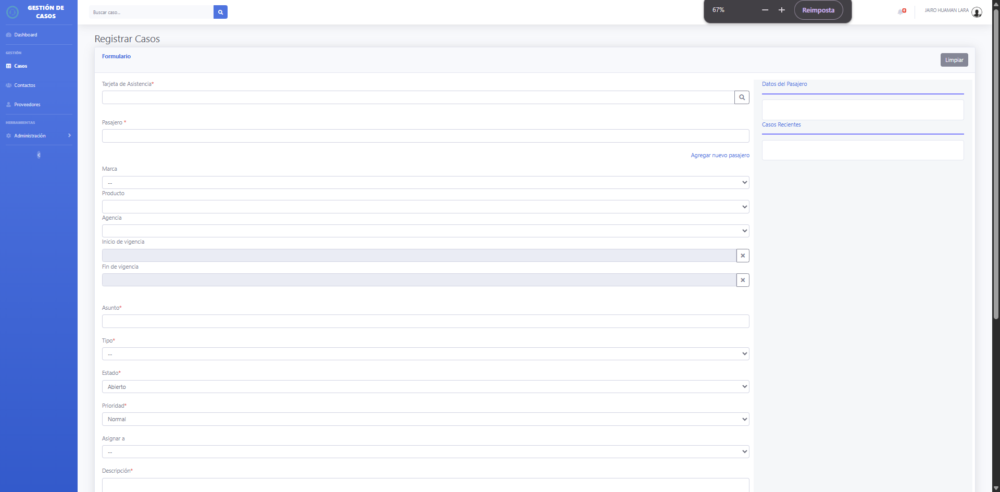 GESTIÓN DE
CASOS
Dashboard
GESTIÓN
Casos
Contactos
Proveedores
HERRAMIENTAS
Administración
Buscar caso...
67%
Reimposta
0
JAIRO HUAMAN LARA
Registrar Casos
Formulario
Limpiar
Tarjeta de Asistencia*
Pasajero *
Agregar nuevo pasajero
Marca
--
Producto
Agencia
Inicio de vigencia
Fin de vigencia
Asunto*
Tipo*
--
Estado*
Abierto
Prioridad*
Normal
Asignar a
--
Descripción*
Datos del Pasajero
Casos Recientes